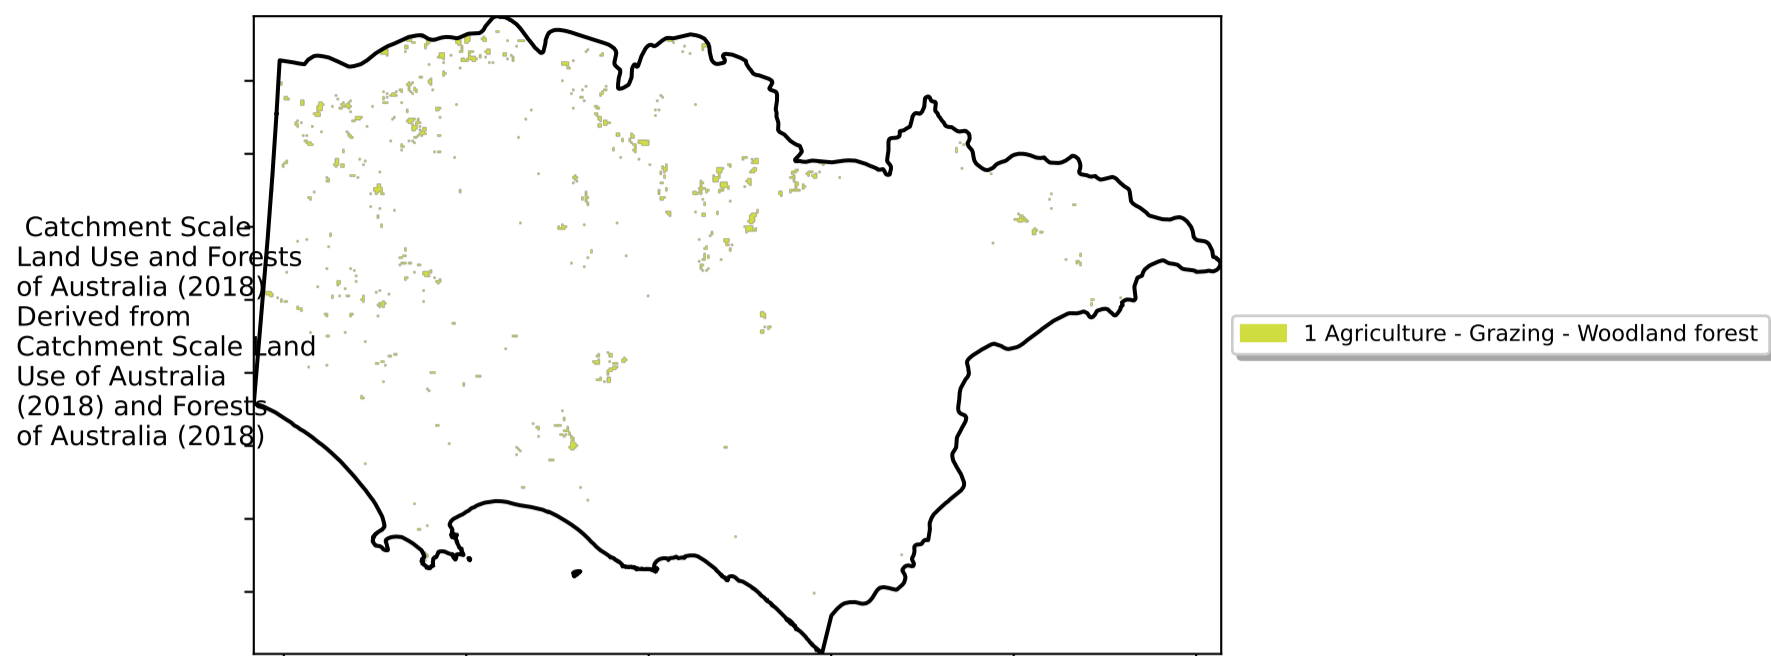 Catchment Scale
Land Use and Forests
of Australia (2018)
Derived from
Catchment Scale Land
Use of Australia
(2018) and Forests
of Australia (2018)
1 Agriculture - Grazing - Woodland forest